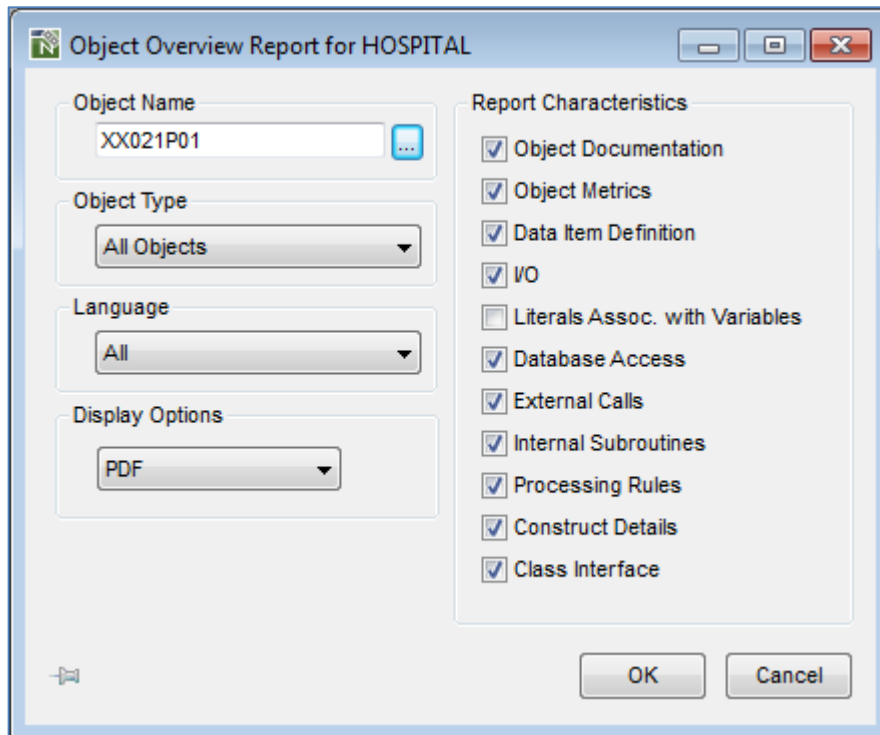 Object Overview Report for HOSPITAL
Object Name
XX021P01
...
Object Type
All Objects
Language
All
Display Options
PDF
Report Characteristics
Object Documentation
Object Metrics
Data Item Definition
I/O
Literals Assoc. with Variables
Database Access
External Calls
Internal Subroutines
Processing Rules
Construct Details
Class Interface
OK
Cancel